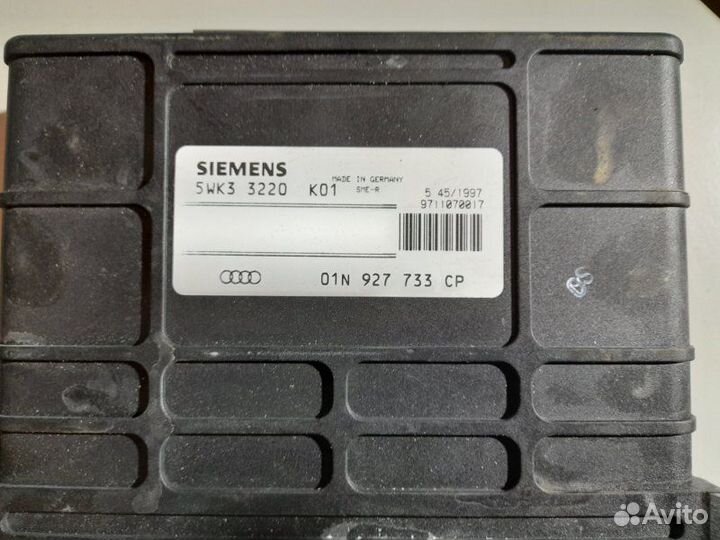 SIEMENS
MADE IN GERMANY
5WK3 3220 K01 SME-R 5 45/1997
9711070017
01N 927 733 CP
Avito